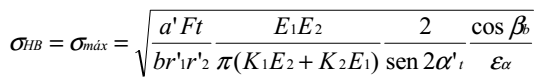 σHB = σmáx = √( a'Ft / br'₁r'₂ · E₁E₂ / π(K₁E₂ + K₂E₁) · 2 / sen 2α'ₜ · cos βb / εα )